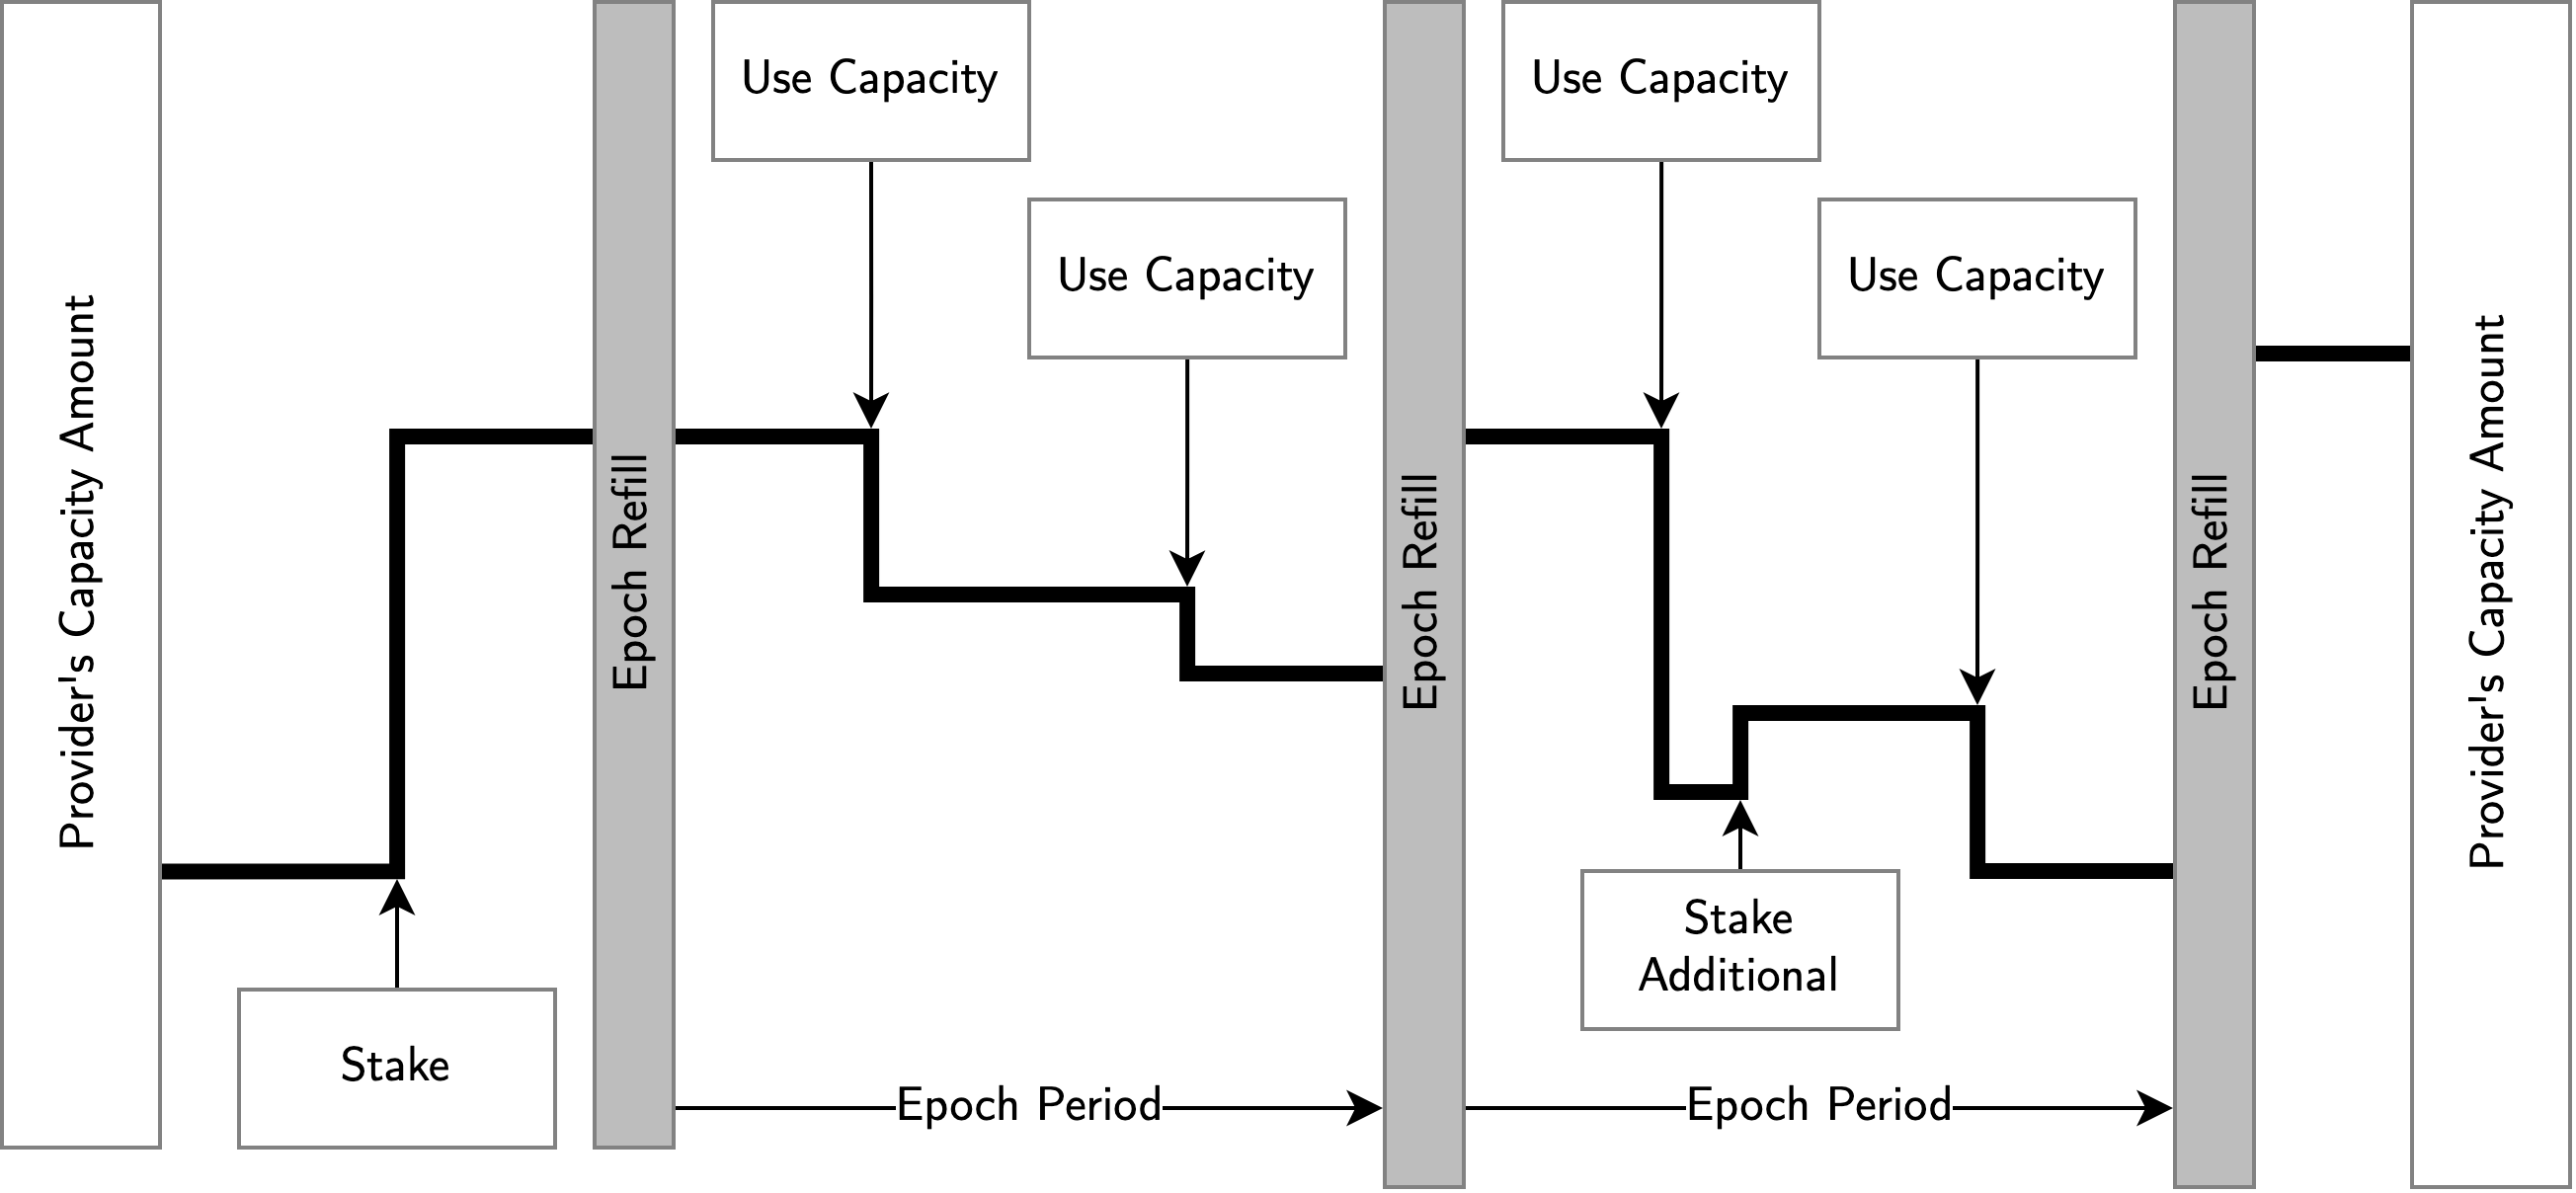 Provider's Capacity Amount
Stake
Epoch Refill
Use Capacity
Use Capacity
Epoch Period
Epoch Refill
Use Capacity
Use Capacity
Stake
Additional
Epoch Period
Epoch Refill
Provider's Capacity Amount